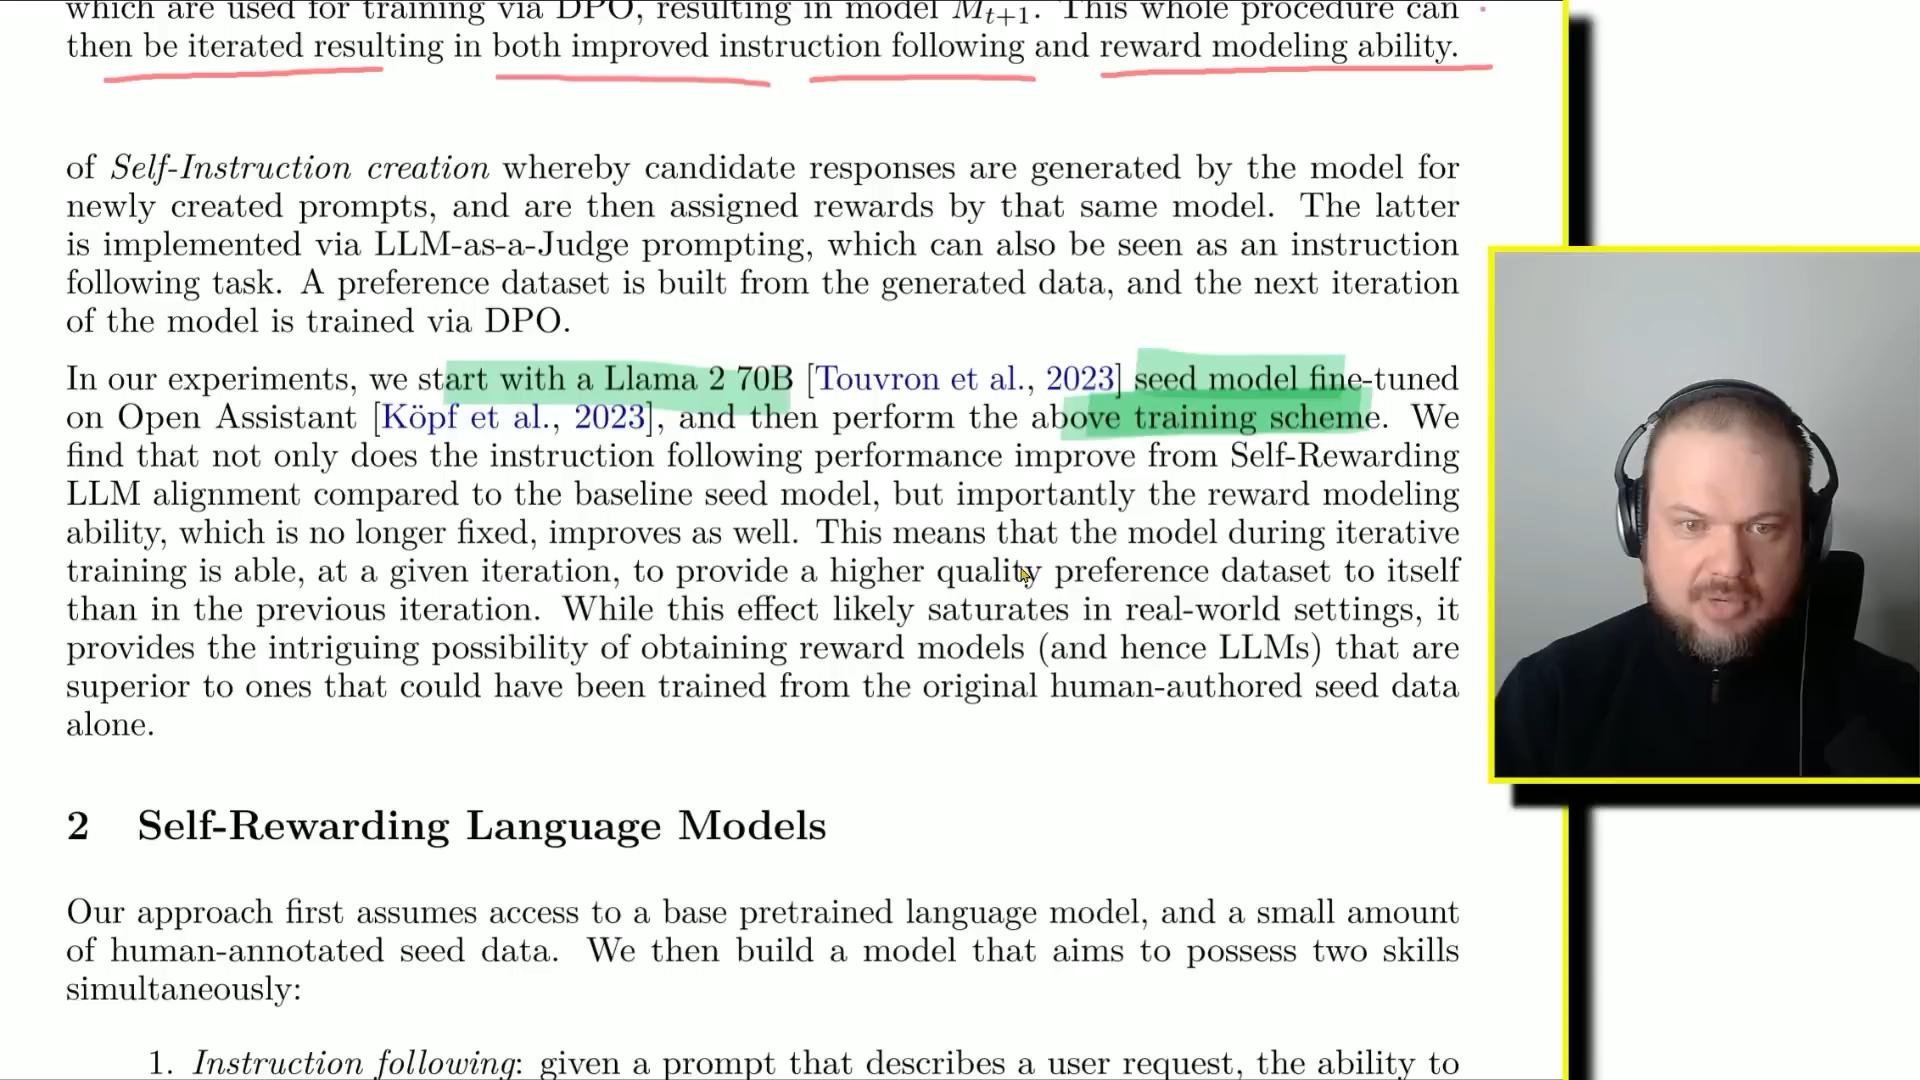 which are used for training via DPO, resulting in model M_{t+1}. This whole procedure can
then be iterated resulting in both improved instruction following and reward modeling ability.
of Self-Instruction creation whereby candidate responses are generated by the model for
newly created prompts, and are then assigned rewards by that same model. The latter
is implemented via LLM-as-a-Judge prompting, which can also be seen as an instruction
following task. A preference dataset is built from the generated data, and the next iteration
of the model is trained via DPO.
In our experiments, we start with a Llama 2 70B [Touvron et al., 2023] seed model fine-tuned
on Open Assistant [Köpf et al., 2023], and then perform the above training scheme. We
find that not only does the instruction following performance improve from Self-Rewarding
LLM alignment compared to the baseline seed model, but importantly the reward modeling
ability, which is no longer fixed, improves as well. This means that the model during iterative
training is able, at a given iteration, to provide a higher quality preference dataset to itself
than in the previous iteration. While this effect likely saturates in real-world settings, it
provides the intriguing possibility of obtaining reward models (and hence LLMs) that are
superior to ones that could have been trained from the original human-authored seed data
alone.
2 Self-Rewarding Language Models
Our approach first assumes access to a base pretrained language model, and a small amount
of human-annotated seed data. We then build a model that aims to possess two skills
simultaneously:
1. Instruction following: given a prompt that describes a user request, the ability to